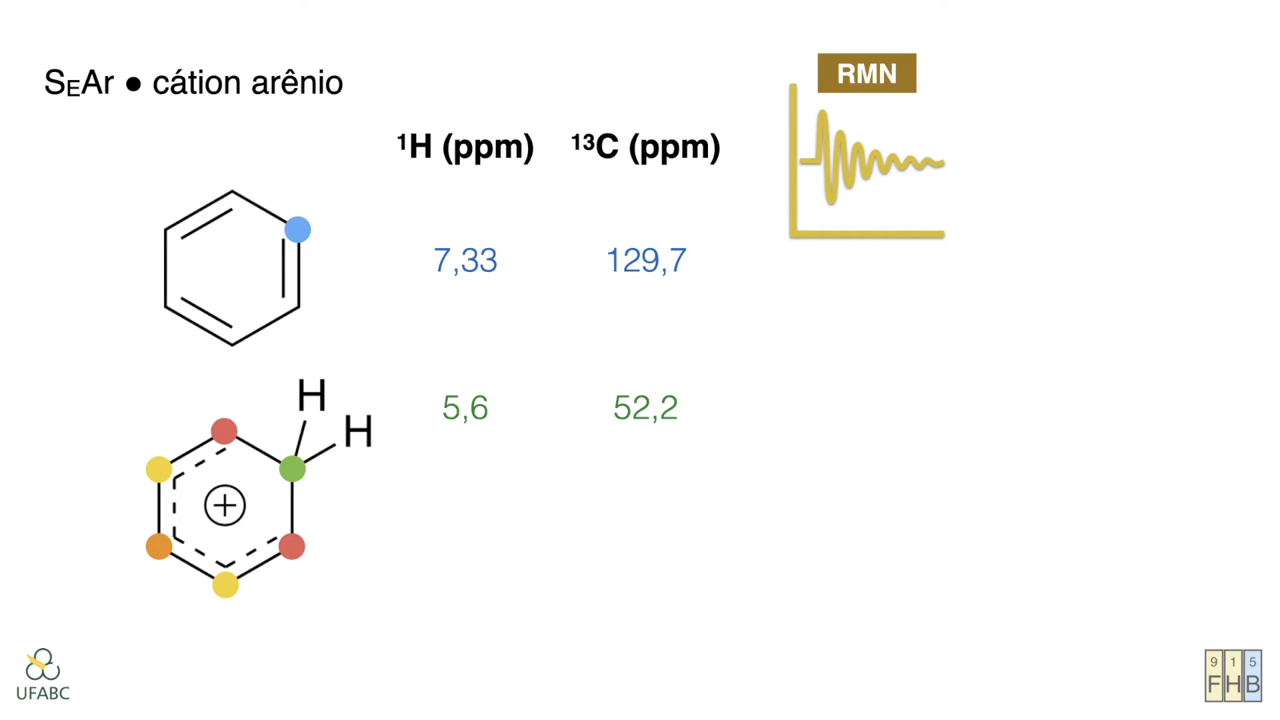 SEAr ● cátion arênio
RMN
¹H (ppm) ¹³C (ppm)
7,33 129,7
H
H
5,6 52,2
+
UFABC
9 1 5
F H B